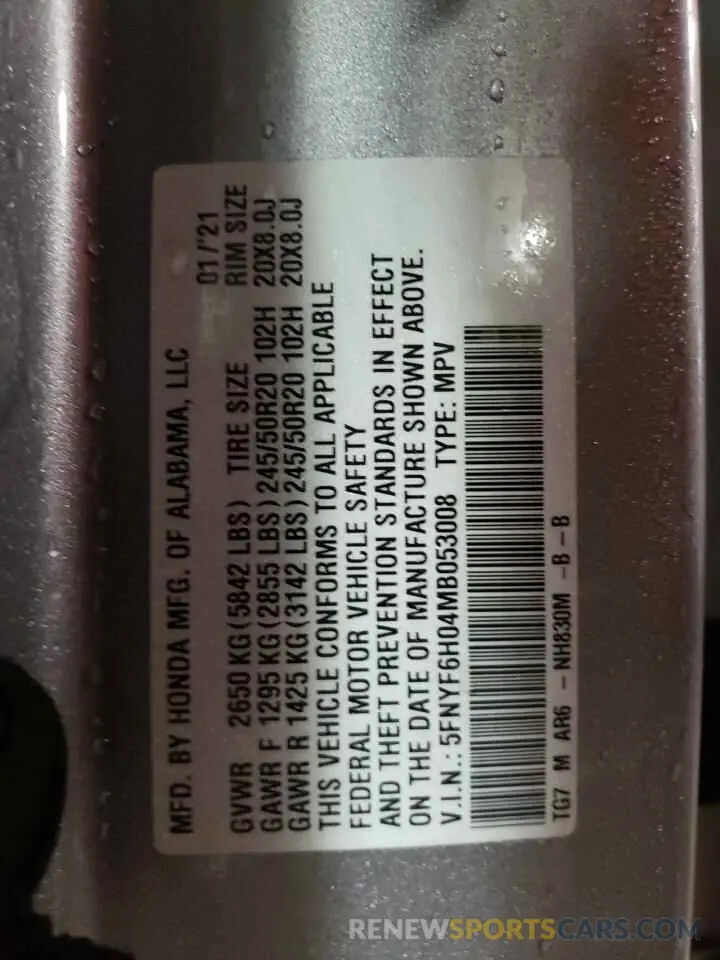 MFD. BY HONDA MFG. OF ALABAMA, LLC 01/'21
GVWR 2650 KG (5842 LBS) TIRE SIZE RIM SIZE
GAWR F 1295 KG (2855 LBS) 245/50R20 102H 20X8.0J
GAWR R 1425 KG (3142 LBS) 245/50R20 102H 20X8.0J
THIS VEHICLE CONFORMS TO ALL APPLICABLE
FEDERAL MOTOR VEHICLE SAFETY
AND THEFT PREVENTION STANDARDS IN EFFECT
ON THE DATE OF MANUFACTURE SHOWN ABOVE.
V.I.N.: 5FNYF6H04MB053008 TYPE: MPV
TG7 M AR6 - NH830M -B-B
RENEWSPORTSCARS.COM